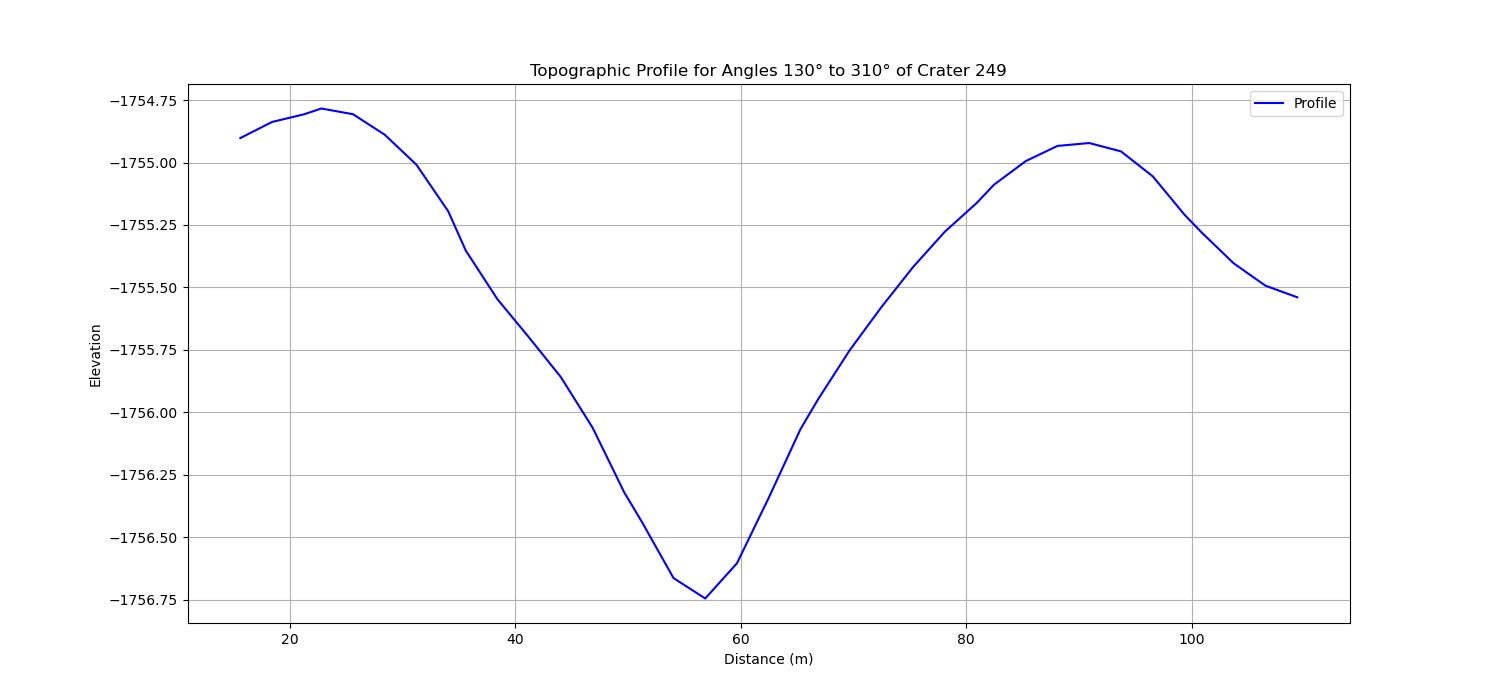 Topographic Profile for Angles 130° to 310° of Crater 249
Profile
Elevation
−1754.75
−1755.00
−1755.25
−1755.50
−1755.75
−1756.00
−1756.25
−1756.50
−1756.75
20 40 60 80 100
Distance (m)